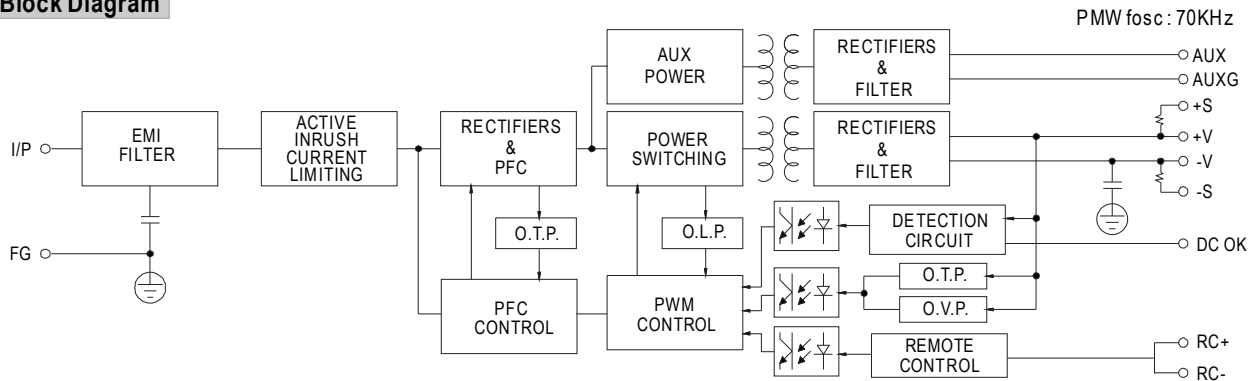 Block Diagram
PMW fosc : 70KHz
AUX
POWER
RECTIFIERS
&
FILTER
AUX
AUXG
I/P
EMI
FILTER
ACTIVE
INRUSH
CURRENT
LIMITING
RECTIFIERS
&
PFC
POWER
SWITCHING
RECTIFIERS
&
FILTER
+S
+V
-V
-S
FG
O.T.P.
O.L.P.
DETECTION
CIRCUIT
DC OK
PFC
CONTROL
PWM
CONTROL
O.T.P.
O.V.P.
REMOTE
CONTROL
RC+
RC-